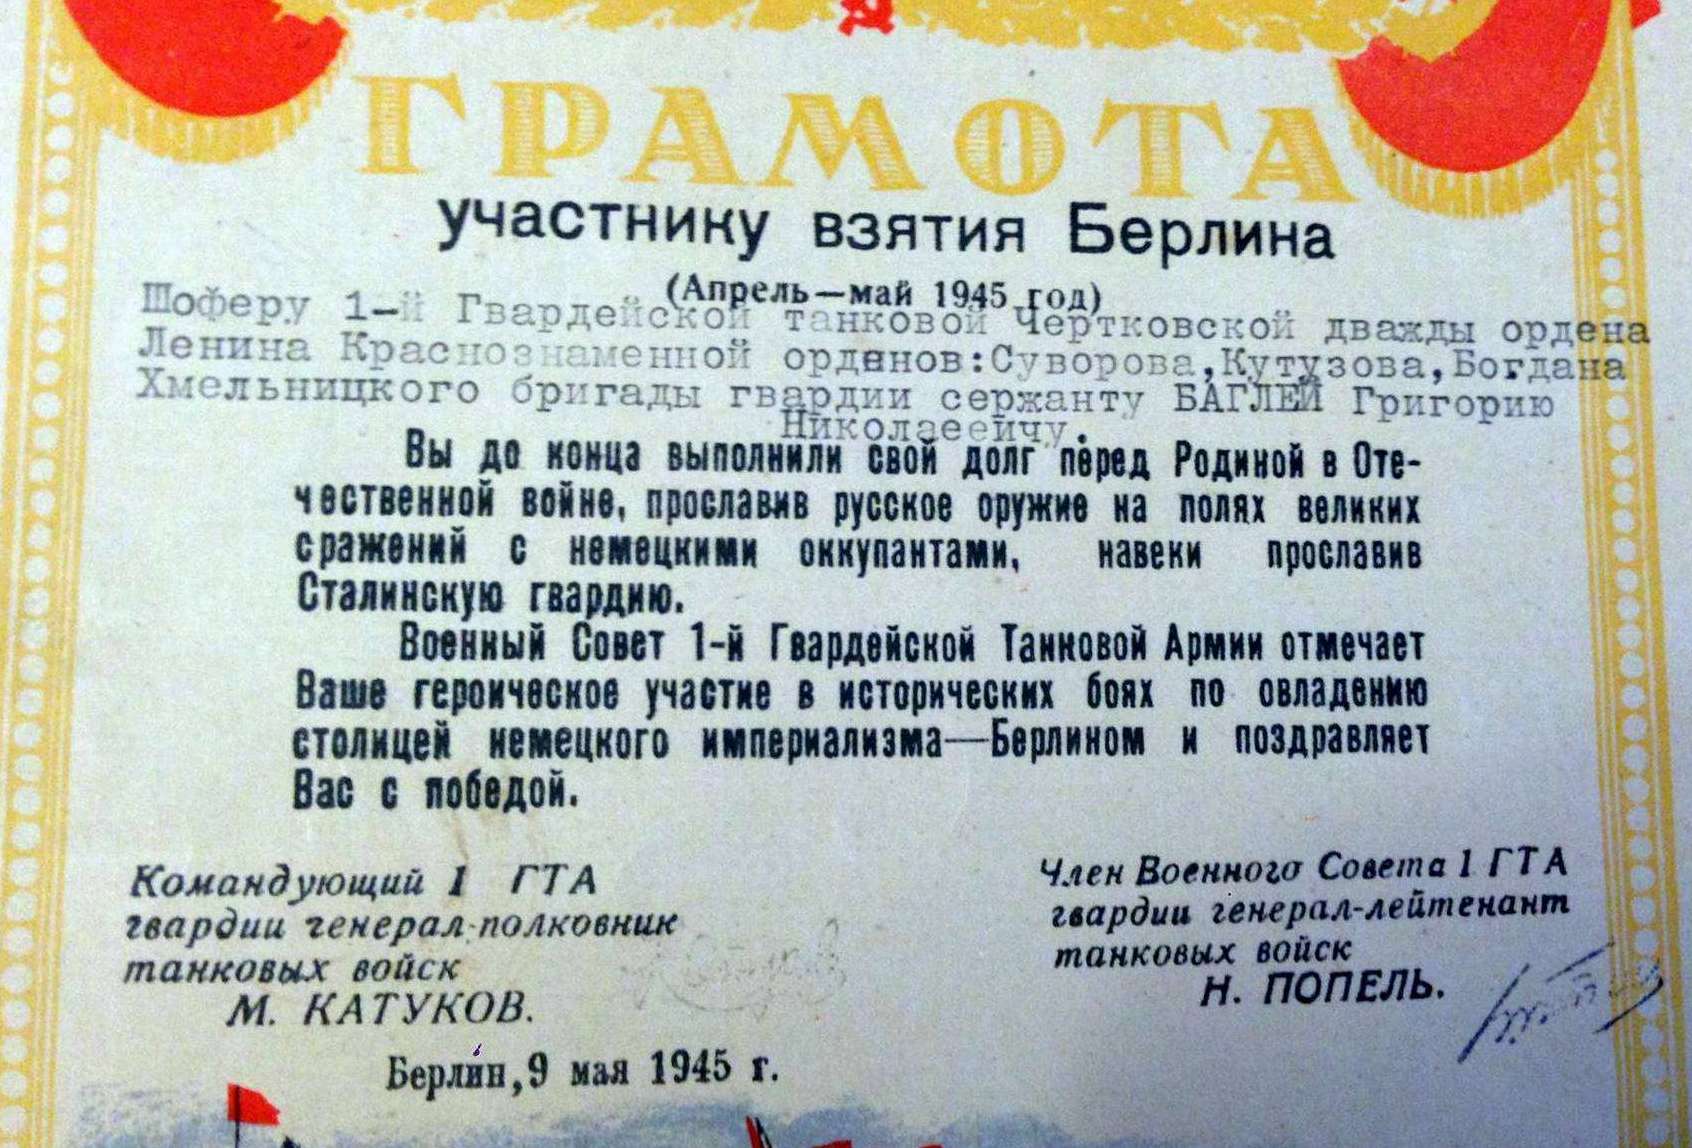 ГРАМОТА
участнику взятия Берлина
(Апрель—май 1945 год)
Шоферу 1-й Гвардейской танковой Чертковской дважды ордена
Ленина Краснознаменной орденов:Суворова,Кутузова,Богдана
Хмельницкого бригады гвардии сержанту БАГЛЕЙ Григорию
Николаеейчу.
Вы до конца выполнили свой долг перед Родиной в Оте-
чественной войне, прославив русское оружие на полях великих
сражений с немецкими оккупантами, навеки прославив
Сталинскую гвардию.
Военный Совет 1-й Гвардейской Танковой Армии отмечает
Ваше героическое участие в исторических боях по овладению
столицей немецкого империализма—Берлином и поздравляет
Вас с победой.
Командующий 1 ГТА
гвардии генерал-полковник
танковых войск
М. КАТУКОВ.
Член Военного Совета 1 ГТА
гвардии генерал-лейтенант
танковых войск
Н. ПОПЕЛЬ.
Берлин, 9 мая 1945 г.